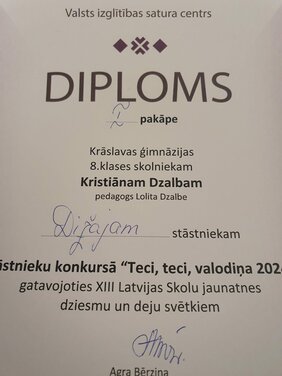 Valsts izglītības satura centrs
DIPLOMS
I pakāpe
Krāslavas ģimnāzijas
8.klases skolniekam
Kristiānam Dzalbam
pedagogs Lolita Dzalbe
Dižajam stāstniekam
āstnieku konkursā “Teci, teci, valodiņa 202
gatavojoties XIII Latvijas Skolu jaunatnes
dziesmu un deju svētkiem
Agra Bērziņa